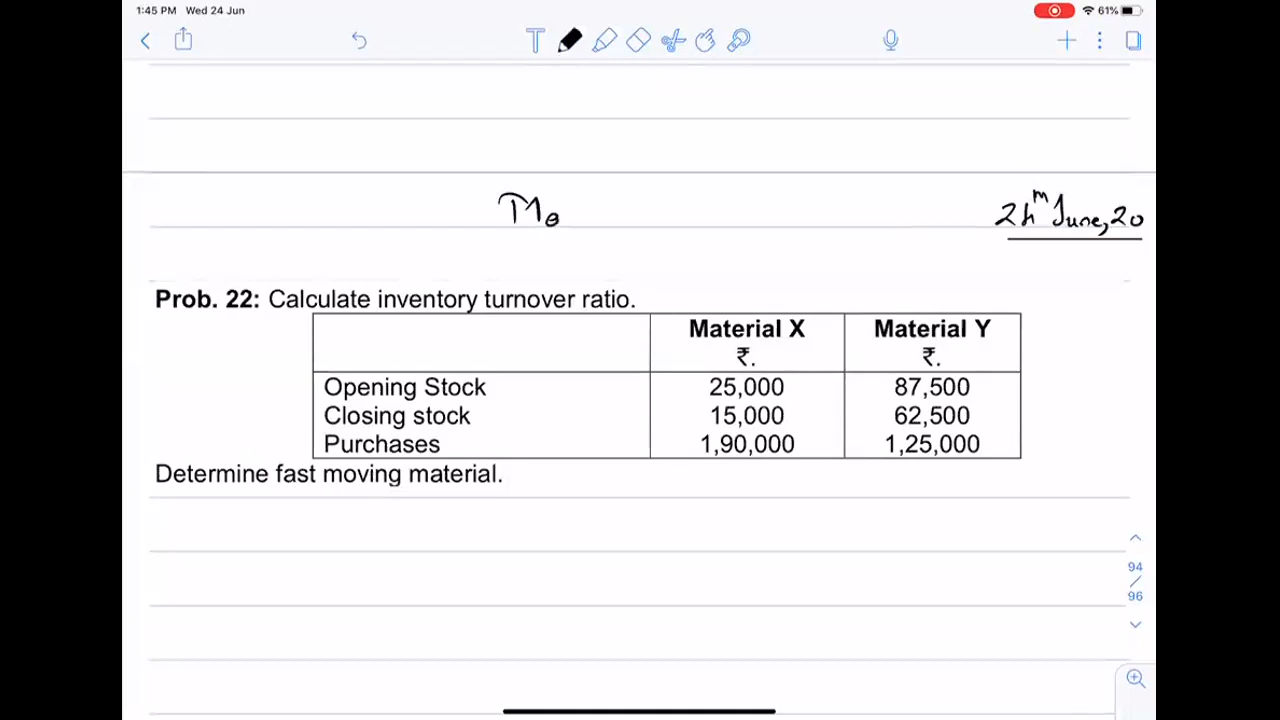 1:45 PM Wed 24 Jun
61%
T
24th June, 20
Prob. 22: Calculate inventory turnover ratio.
Material X Material Y
₹. ₹.
Opening Stock 25,000 87,500
Closing stock 15,000 62,500
Purchases 1,90,000 1,25,000
Determine fast moving material.
94
/
96